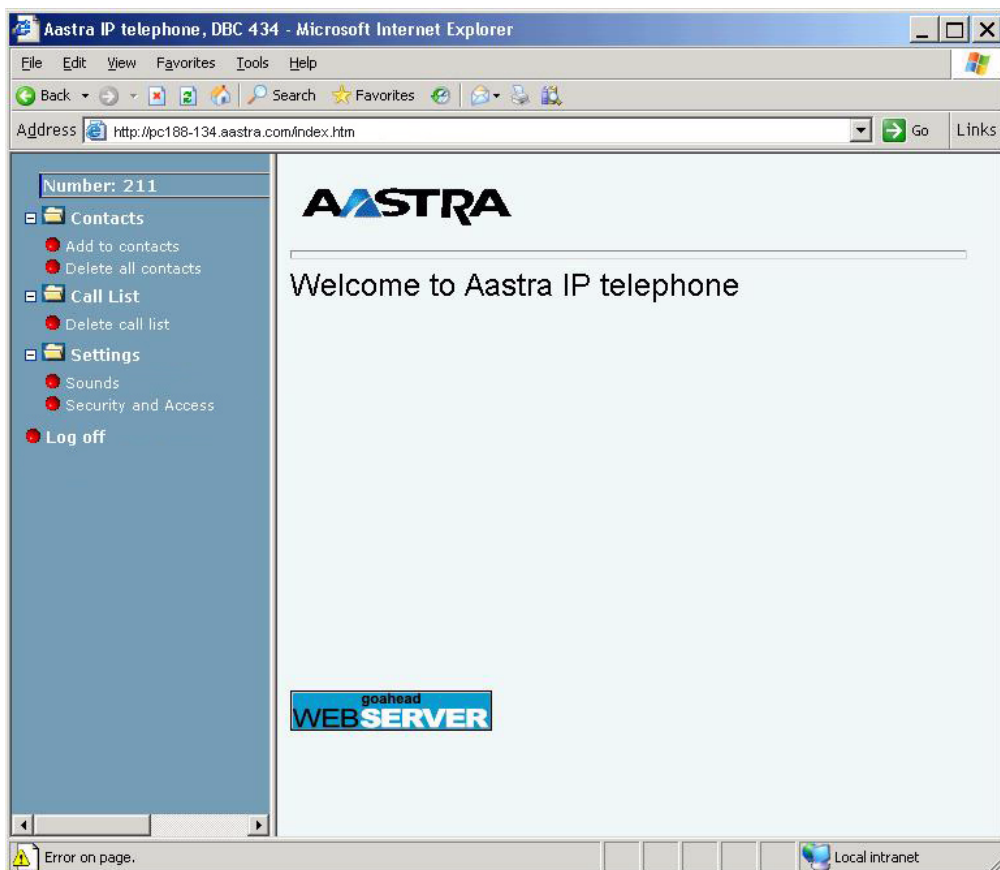 Aastra IP telephone, DBC 434 - Microsoft Internet Explorer
File Edit View Favorites Tools Help
Back Search Favorites
Address http://pc188-134.aastra.com/index.htm Go Links
Number: 211
Contacts
Add to contacts
Delete all contacts
Call List
Delete call list
Settings
Sounds
Security and Access
Log off
AASTRA
Welcome to Aastra IP telephone
goahead
WEBSERVER
Error on page.
Local intranet